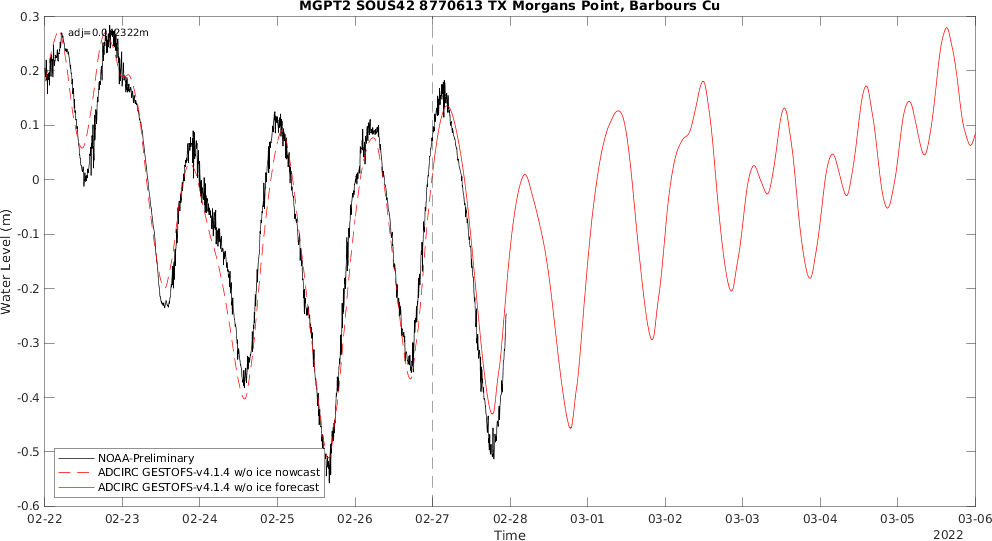 MGPT2 SOUS42 8770613 TX Morgans Point, Barbours Cu
0.3
0.2
0.1
0
-0.1
-0.2
-0.3
-0.4
-0.5
-0.6
Water Level (m)
NOAA-Preliminary
ADCIRC GESTOFS-v4.1.4 w/o ice nowcast
ADCIRC GESTOFS-v4.1.4 w/o ice forecast
02-22 02-23 02-24 02-25 02-26 02-27 02-28 03-01 03-02 03-03 03-04 03-05 03-06
Time
2022